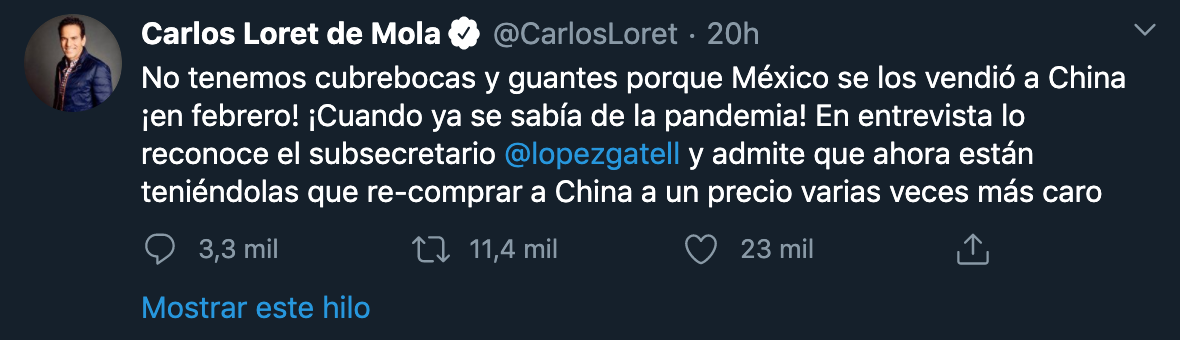 Carlos Loret de Mola @CarlosLoret · 20h
No tenemos cubrebocas y guantes porque México se los vendió a China
¡en febrero! ¡Cuando ya se sabía de la pandemia! En entrevista lo
reconoce el subsecretario @lopezgatell y admite que ahora están
teniéndolas que re-comprar a China a un precio varias veces más caro
3,3 mil 11,4 mil 23 mil
Mostrar este hilo